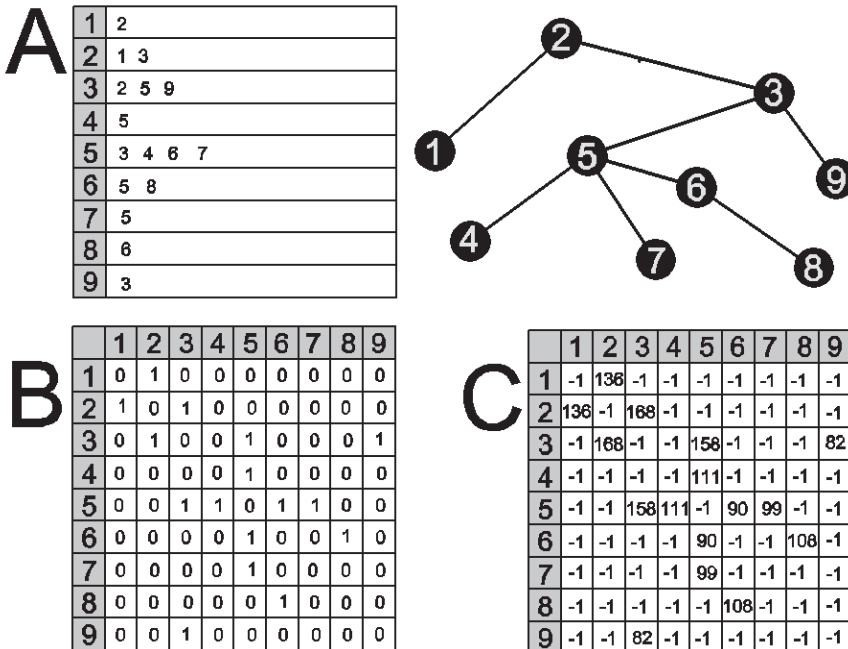 A
1 2
2 1 3
3 2 5 9
4 5
5 3 4 6 7
6 5 8
7 5
8 6
9 3
2
3
1
5
6
9
4
7
8
B
1 2 3 4 5 6 7 8 9
1 0 1 0 0 0 0 0 0 0
2 1 0 1 0 0 0 0 0 0
3 0 1 0 0 1 0 0 0 1
4 0 0 0 0 1 0 0 0 0
5 0 0 1 1 0 1 1 0 0
6 0 0 0 0 1 0 0 1 0
7 0 0 0 0 1 0 0 0 0
8 0 0 0 0 0 1 0 0 0
9 0 0 1 0 0 0 0 0 0
C
1 2 3 4 5 6 7 8 9
1 -1 136 -1 -1 -1 -1 -1 -1 -1
2 136 -1 168 -1 -1 -1 -1 -1 -1
3 -1 168 -1 -1 158 -1 -1 -1 82
4 -1 -1 -1 -1 111 -1 -1 -1 -1
5 -1 -1 158 111 -1 90 99 -1 -1
6 -1 -1 -1 -1 90 -1 -1 108 -1
7 -1 -1 -1 -1 99 -1 -1 -1 -1
8 -1 -1 -1 -1 -1 108 -1 -1 -1
9 -1 -1 82 -1 -1 -1 -1 -1 -1